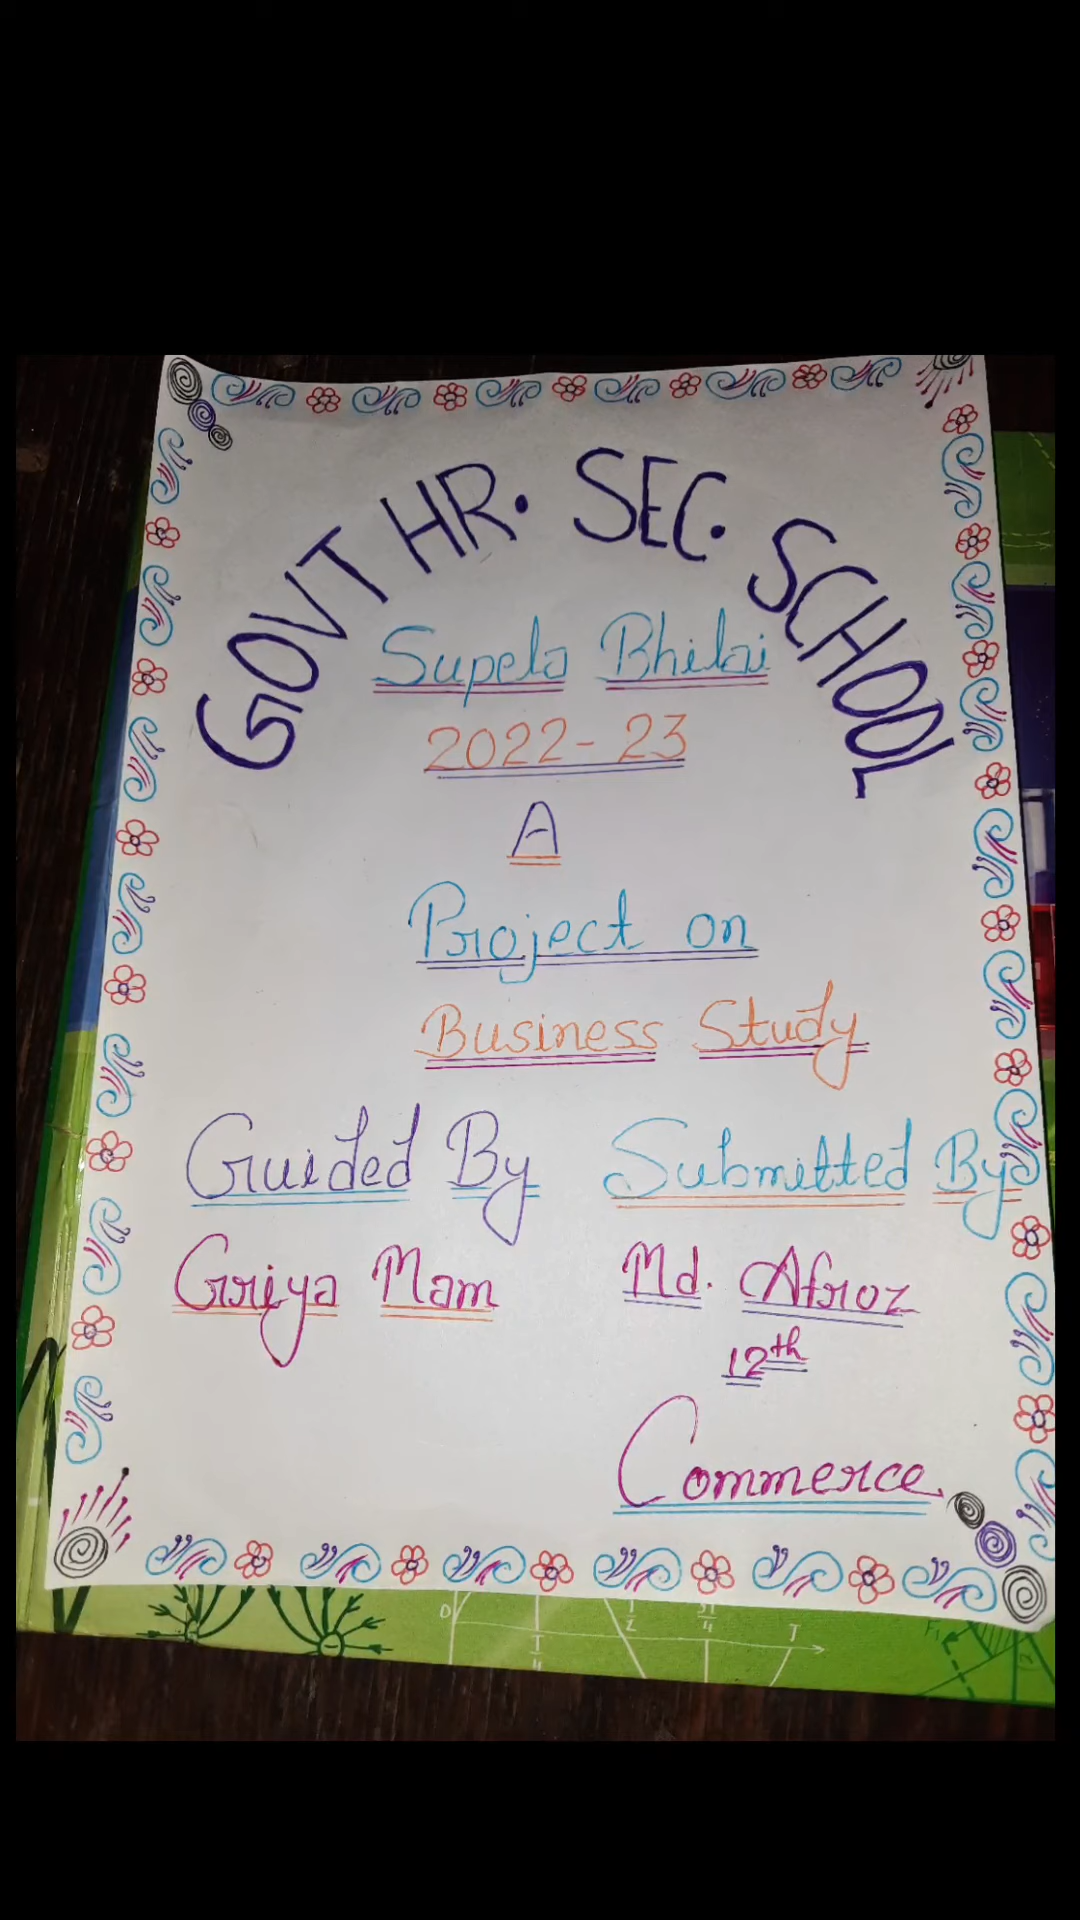 GOVT HR. SEC. SCHOOL
Supela Bhilai
2022-23
A
Project on
Business Study
Guided By Submitted By
Griya Mam Md. Afroz
12th
Commerce